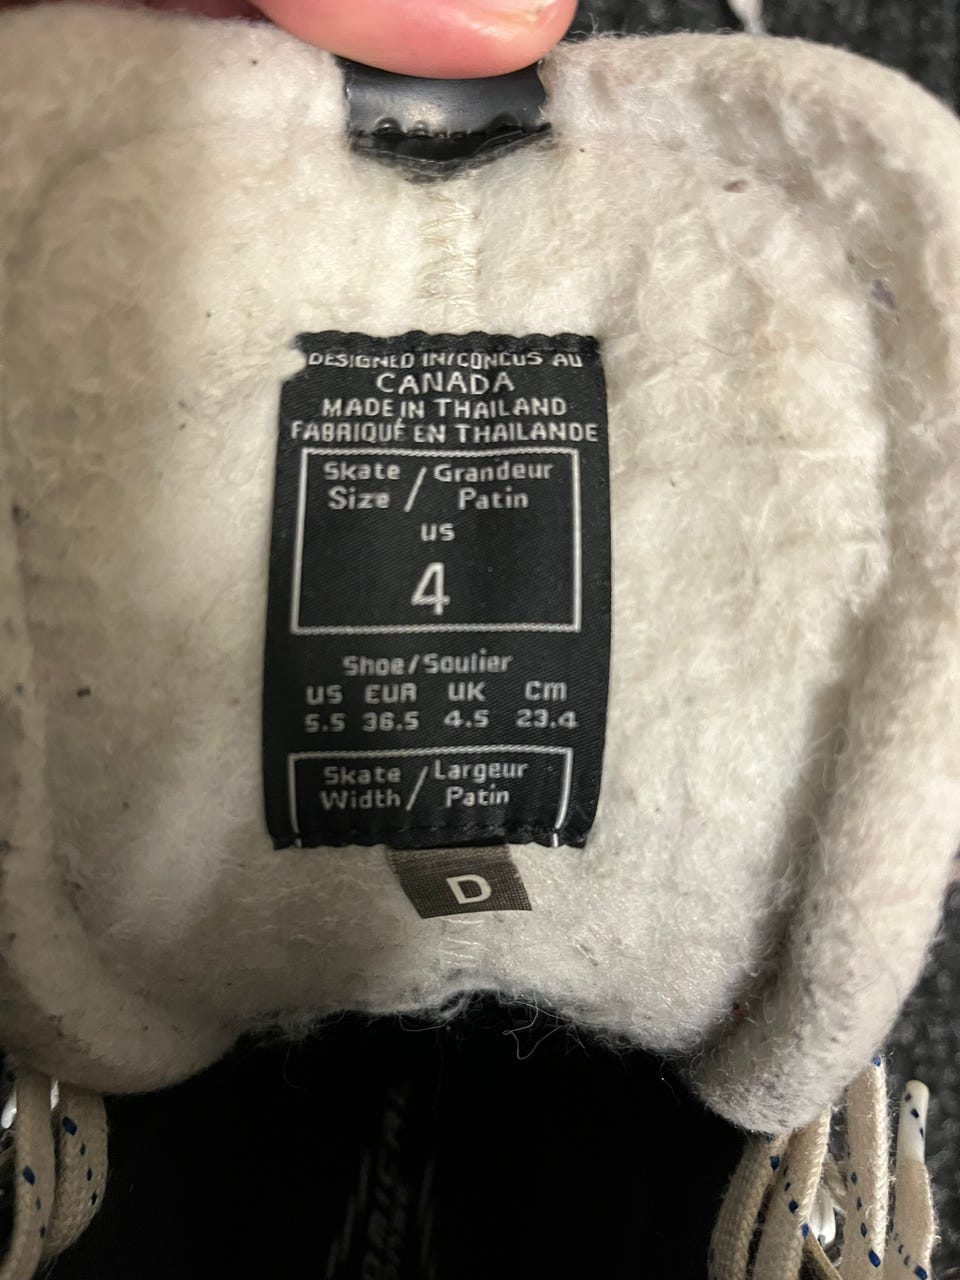 DESIGNED IN/CONCUS AU
CANADA
MADE IN THAILAND
FABRIQUÉ EN THAILANDE
Skate / Grandeur
Size / Patin
us
4
Shoe/Soulier
US EUR UK Cm
5.5 36.5 4.5 23.4
Skate / Largeur
Width / Patin
D